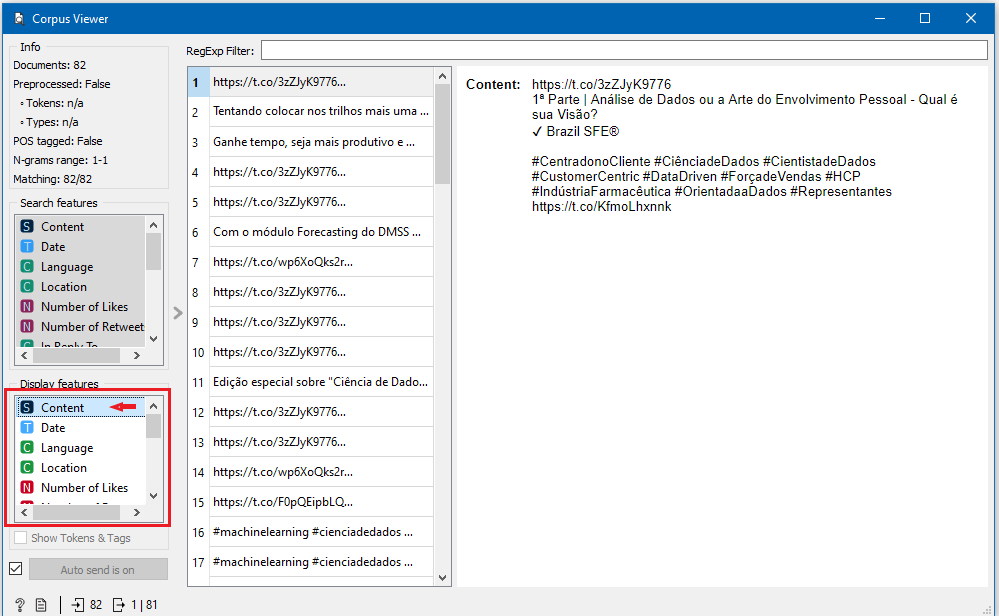 Corpus Viewer
Info
Documents: 82
Preprocessed: False
◦ Tokens: n/a
◦ Types: n/a
POS tagged: False
N-grams range: 1-1
Matching: 82/82
Search features
S Content
T Date
C Language
C Location
N Number of Likes
N Number of Retweet
C In Reply To
Display features
S Content
T Date
C Language
C Location
N Number of Likes
Show Tokens & Tags
Auto send is on
? 82 1 | 81
RegExp Filter:
1 https://t.co/3zZJyK9776...
2 Tentando colocar nos trilhos mais uma ...
3 Ganhe tempo, seja mais produtivo e ...
4 https://t.co/3zZJyK9776...
5 https://t.co/3zZJyK9776...
6 Com o módulo Forecasting do DMSS ...
7 https://t.co/wp6XoQks2r...
8 https://t.co/3zZJyK9776...
9 https://t.co/3zZJyK9776...
10 https://t.co/3zZJyK9776...
11 Edição especial sobre "Ciência de Dado...
12 https://t.co/3zZJyK9776...
13 https://t.co/3zZJyK9776...
14 https://t.co/wp6XoQks2r...
15 https://t.co/F0pQEipbLQ...
16 #machinelearning #cienciadedados ...
17 #machinelearning #cienciadedados ...
Content: https://t.co/3zZJyK9776
1ª Parte | Análise de Dados ou a Arte do Envolvimento Pessoal - Qual é
sua Visão?
✓ Brazil SFE®
#CentradonoCliente #CiênciadeDados #CientistadeDados
#CustomerCentric #DataDriven #ForçadeVendas #HCP
#IndústriaFarmacêutica #OrientadaaDados #Representantes
https://t.co/KfmoLhxnnk